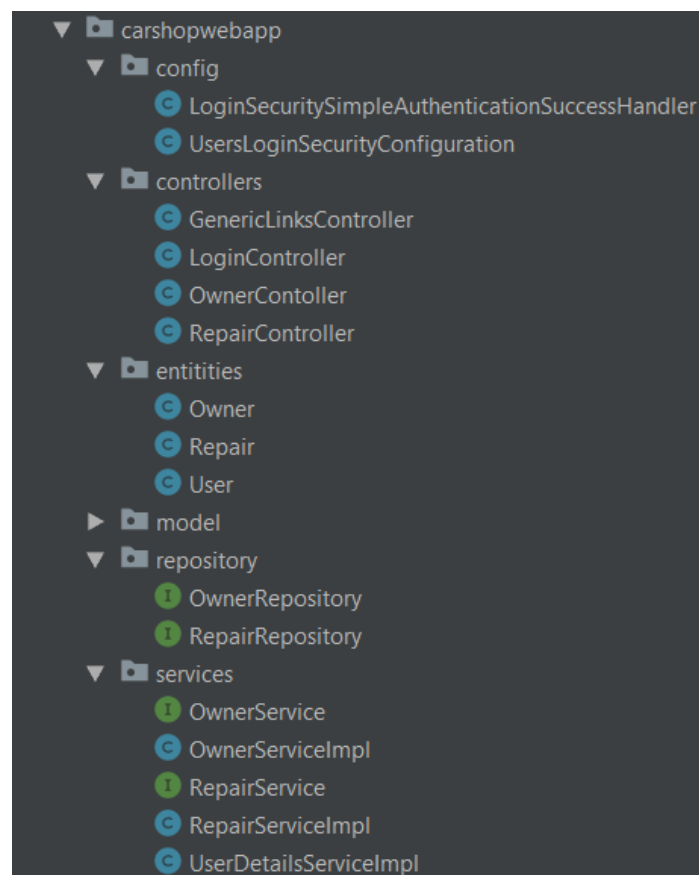 carshopwebapp
config
C LoginSecuritySimpleAuthenticationSuccessHandler
C UsersLoginSecurityConfiguration
controllers
C GenericLinksController
C LoginController
C OwnerContoller
C RepairController
entitities
C Owner
C Repair
C User
model
repository
I OwnerRepository
I RepairRepository
services
I OwnerService
C OwnerServiceImpl
I RepairService
C RepairServiceImpl
C UserDetailsServiceImpl